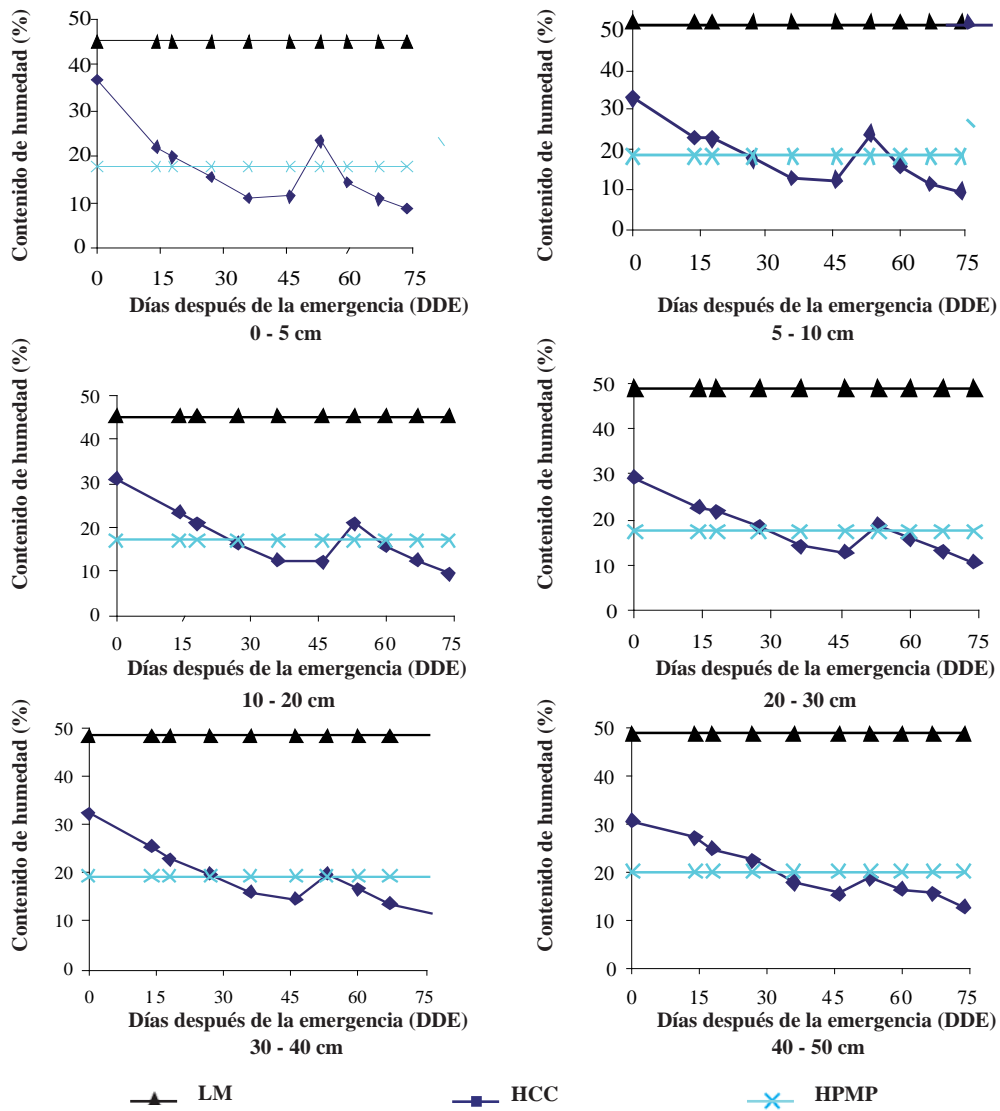 Contenido de humedad (%)
50
40
30
20
10
0
0 15 30 45 60 75
Días después de la emergencia (DDE)
0 - 5 cm
Contenido de humedad (%)
50
40
30
20
10
0
0 15 30 45 60 75
Días después de la emergencia (DDE)
5 - 10 cm
Contenido de humedad (%)
50
40
30
20
10
0
0 15 30 45 60 75
Días después de la emergencia (DDE)
10 - 20 cm
Contenido de humedad (%)
50
40
30
20
10
0
0 15 30 45 60 75
Días después de la emergencia (DDE)
20 - 30 cm
Contenido de humedad (%)
50
40
30
20
10
0
0 15 30 45 60 75
Días después de la emergencia (DDE)
30 - 40 cm
Contenido de humedad (%)
50
40
30
20
10
0
0 15 30 45 60 75
Días después de la emergencia (DDE)
40 - 50 cm
LM HCC HPMP